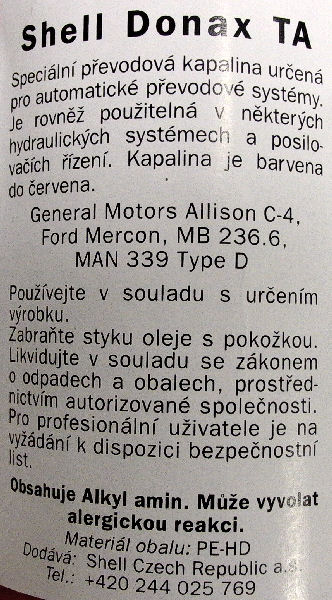 Shell Donax TA
Speciální převodová kapalina určená
pro automatické převodové systémy.
Je rovněž použitelná v některých
hydraulických systémech a posilo-
vačích řízení. Kapalina je barvena
do červena.
General Motors Allison C-4,
Ford Mercon, MB 236.6,
MAN 339 Type D
Používejte v souladu s určením
výrobku.
Zabraňte styku oleje s pokožkou.
Likvidujte v souladu se zákonem
o odpadech a obalech, prostřed-
nictvím autorizované společnosti.
Pro profesionální uživatele je na
vyžádání k dispozici bezpečnostní
list.
Obsahuje Alkyl amin. Může vyvolat
alergickou reakci.
Materiál obalu: PE-HD
Dodává: Shell Czech Republic a.s.
Tel.: +420 244 025 769